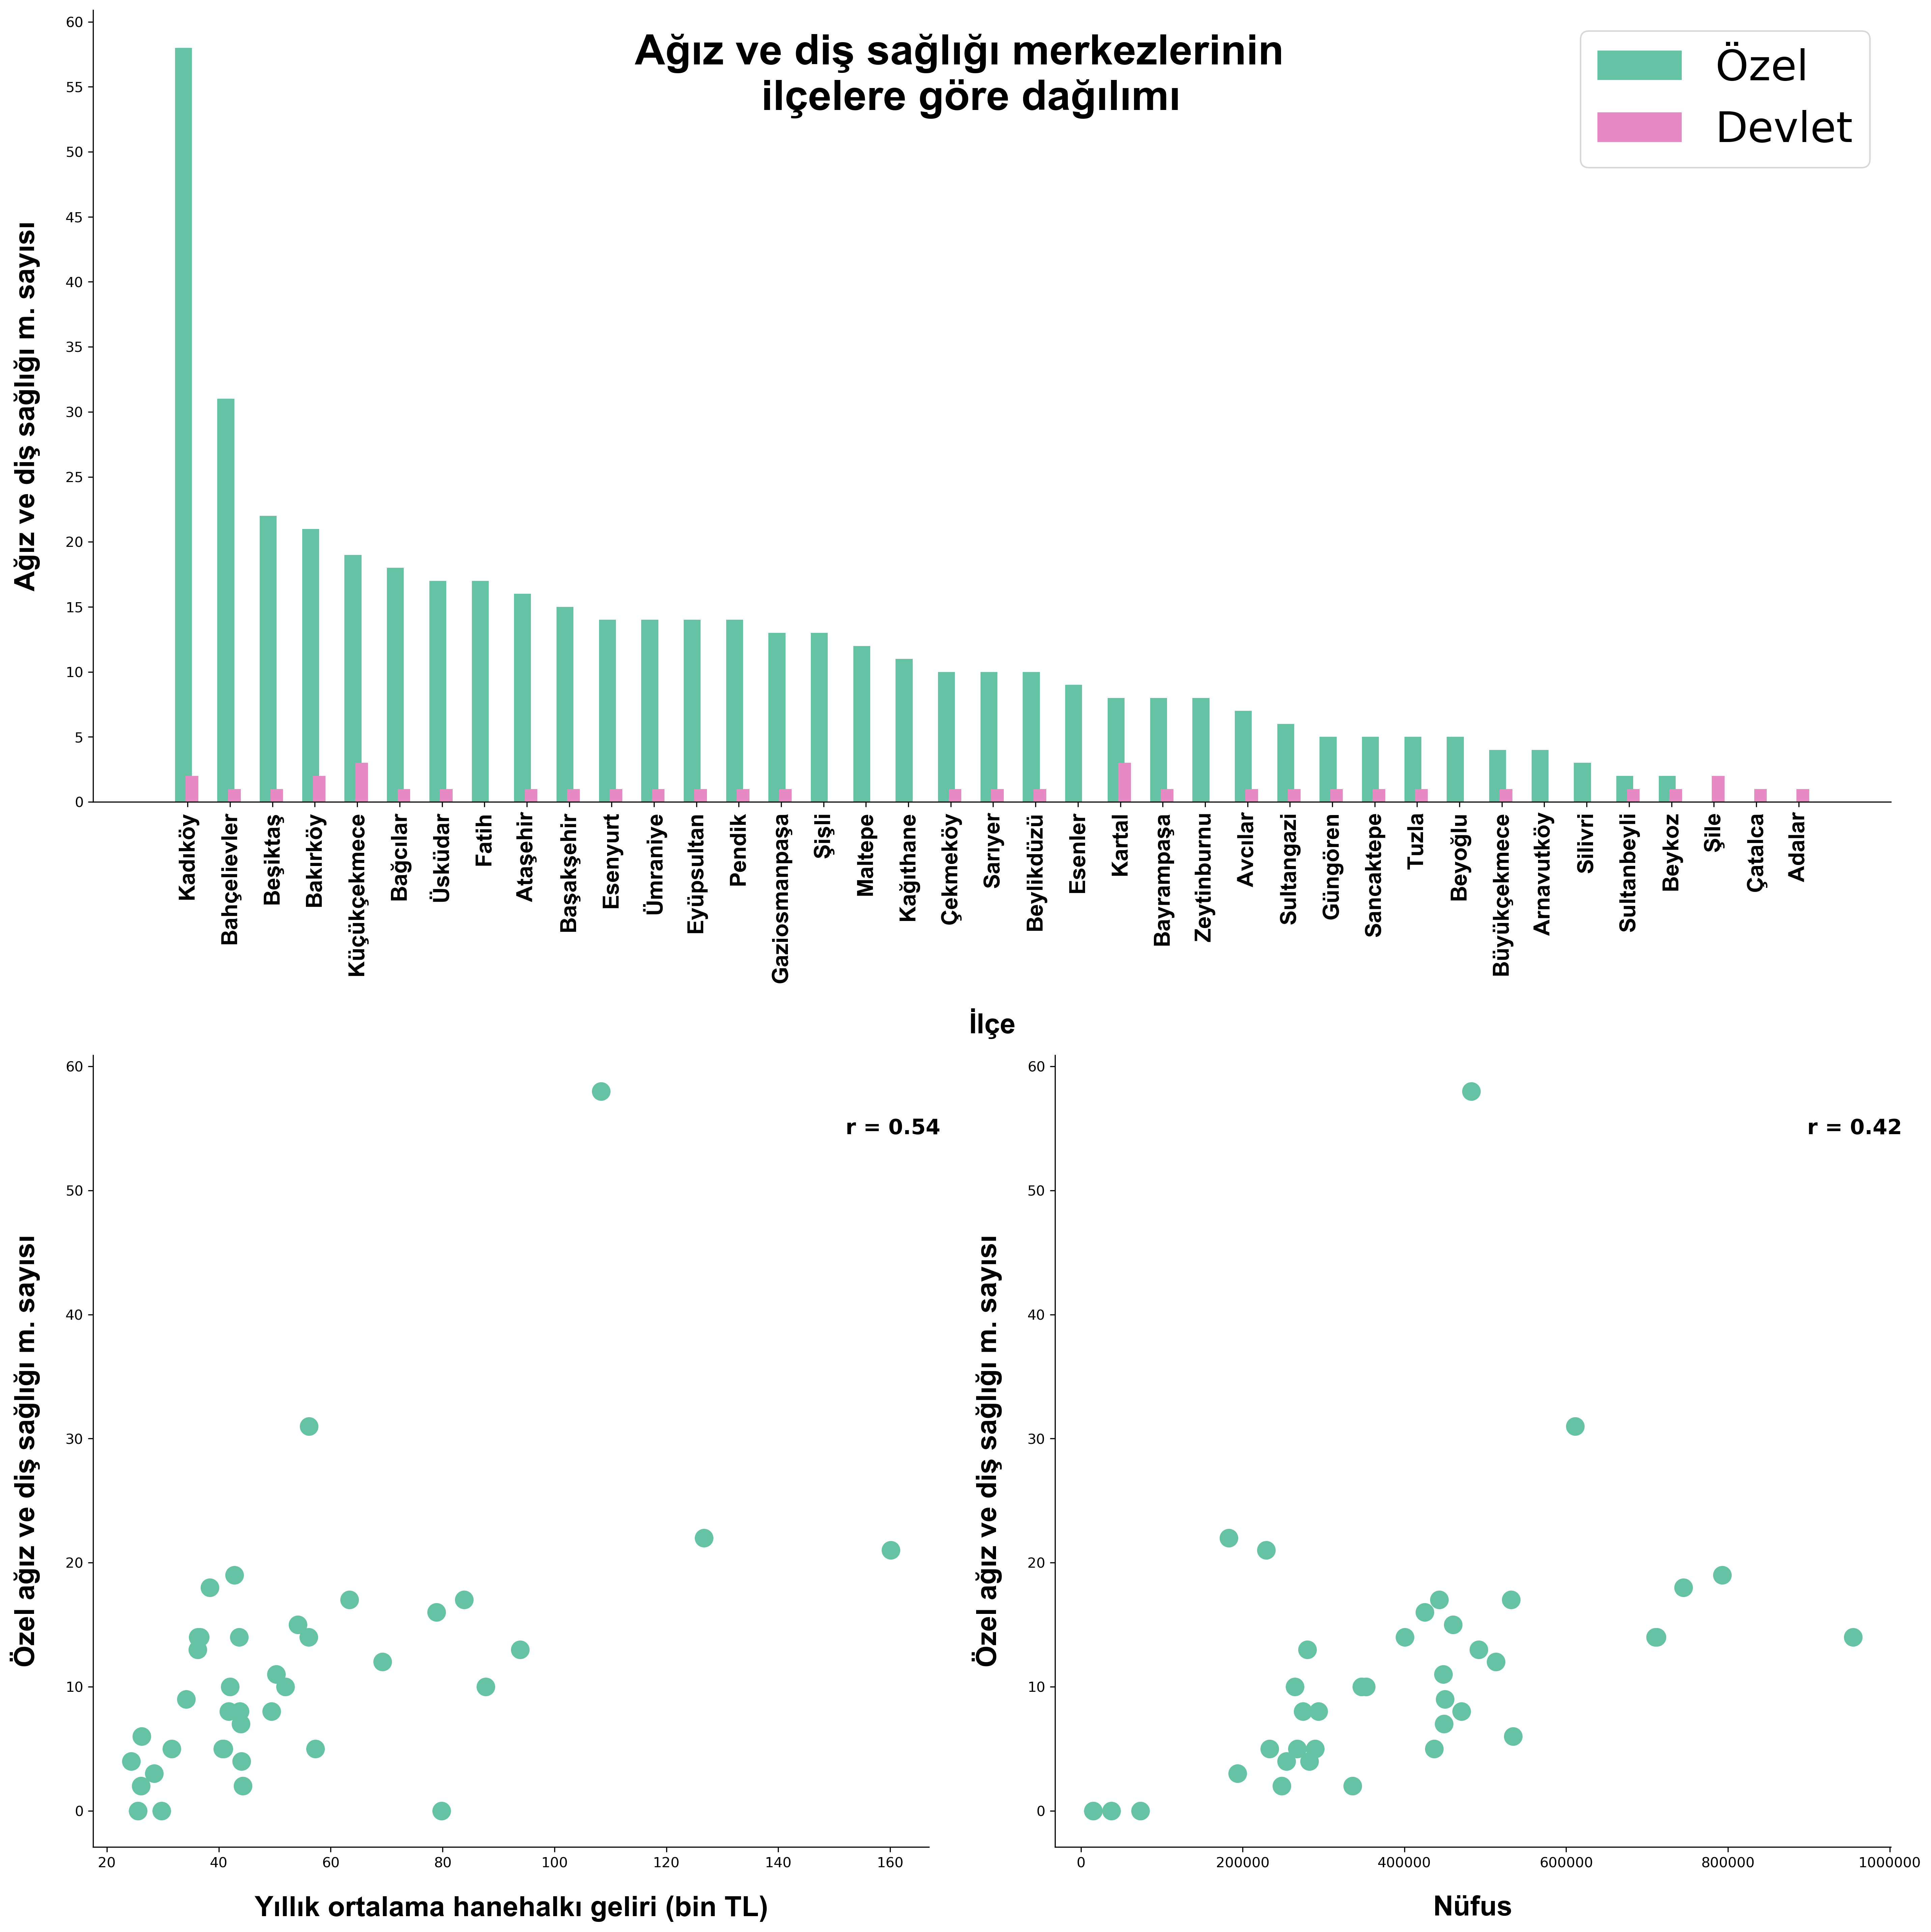 Ağız ve diş sağlığı merkezlerinin
ilçelere göre dağılımı
Özel
Devlet
Ağız ve diş sağlığı m. sayısı
60
55
50
45
40
35
30
25
20
15
10
5
0
Kadıköy
Bahçelievler
Beşiktaş
Bakırköy
Küçükçekmece
Bağcılar
Üsküdar
Fatih
Ataşehir
Başakşehir
Esenyurt
Ümraniye
Eyüpsultan
Pendik
Gaziosmanpaşa
Şişli
Maltepe
Kağıthane
Çekmeköy
Sarıyer
Beylikdüzü
Esenler
Kartal
Bayrampaşa
Zeytinburnu
Avcılar
Sultangazi
Güngören
Sancaktepe
Tuzla
Beyoğlu
Büyükçekmece
Arnavutköy
Silivri
Sultanbeyli
Beykoz
Şile
Çatalca
Adalar
İlçe
Özel ağız ve diş sağlığı m. sayısı
60
50
40
30
20
10
0
r = 0.54
20 40 60 80 100 120 140 160
Yıllık ortalama hanehalkı geliri (bin TL)
Özel ağız ve diş sağlığı m. sayısı
60
50
40
30
20
10
0
r = 0.42
0 200000 400000 600000 800000 1000000
Nüfus